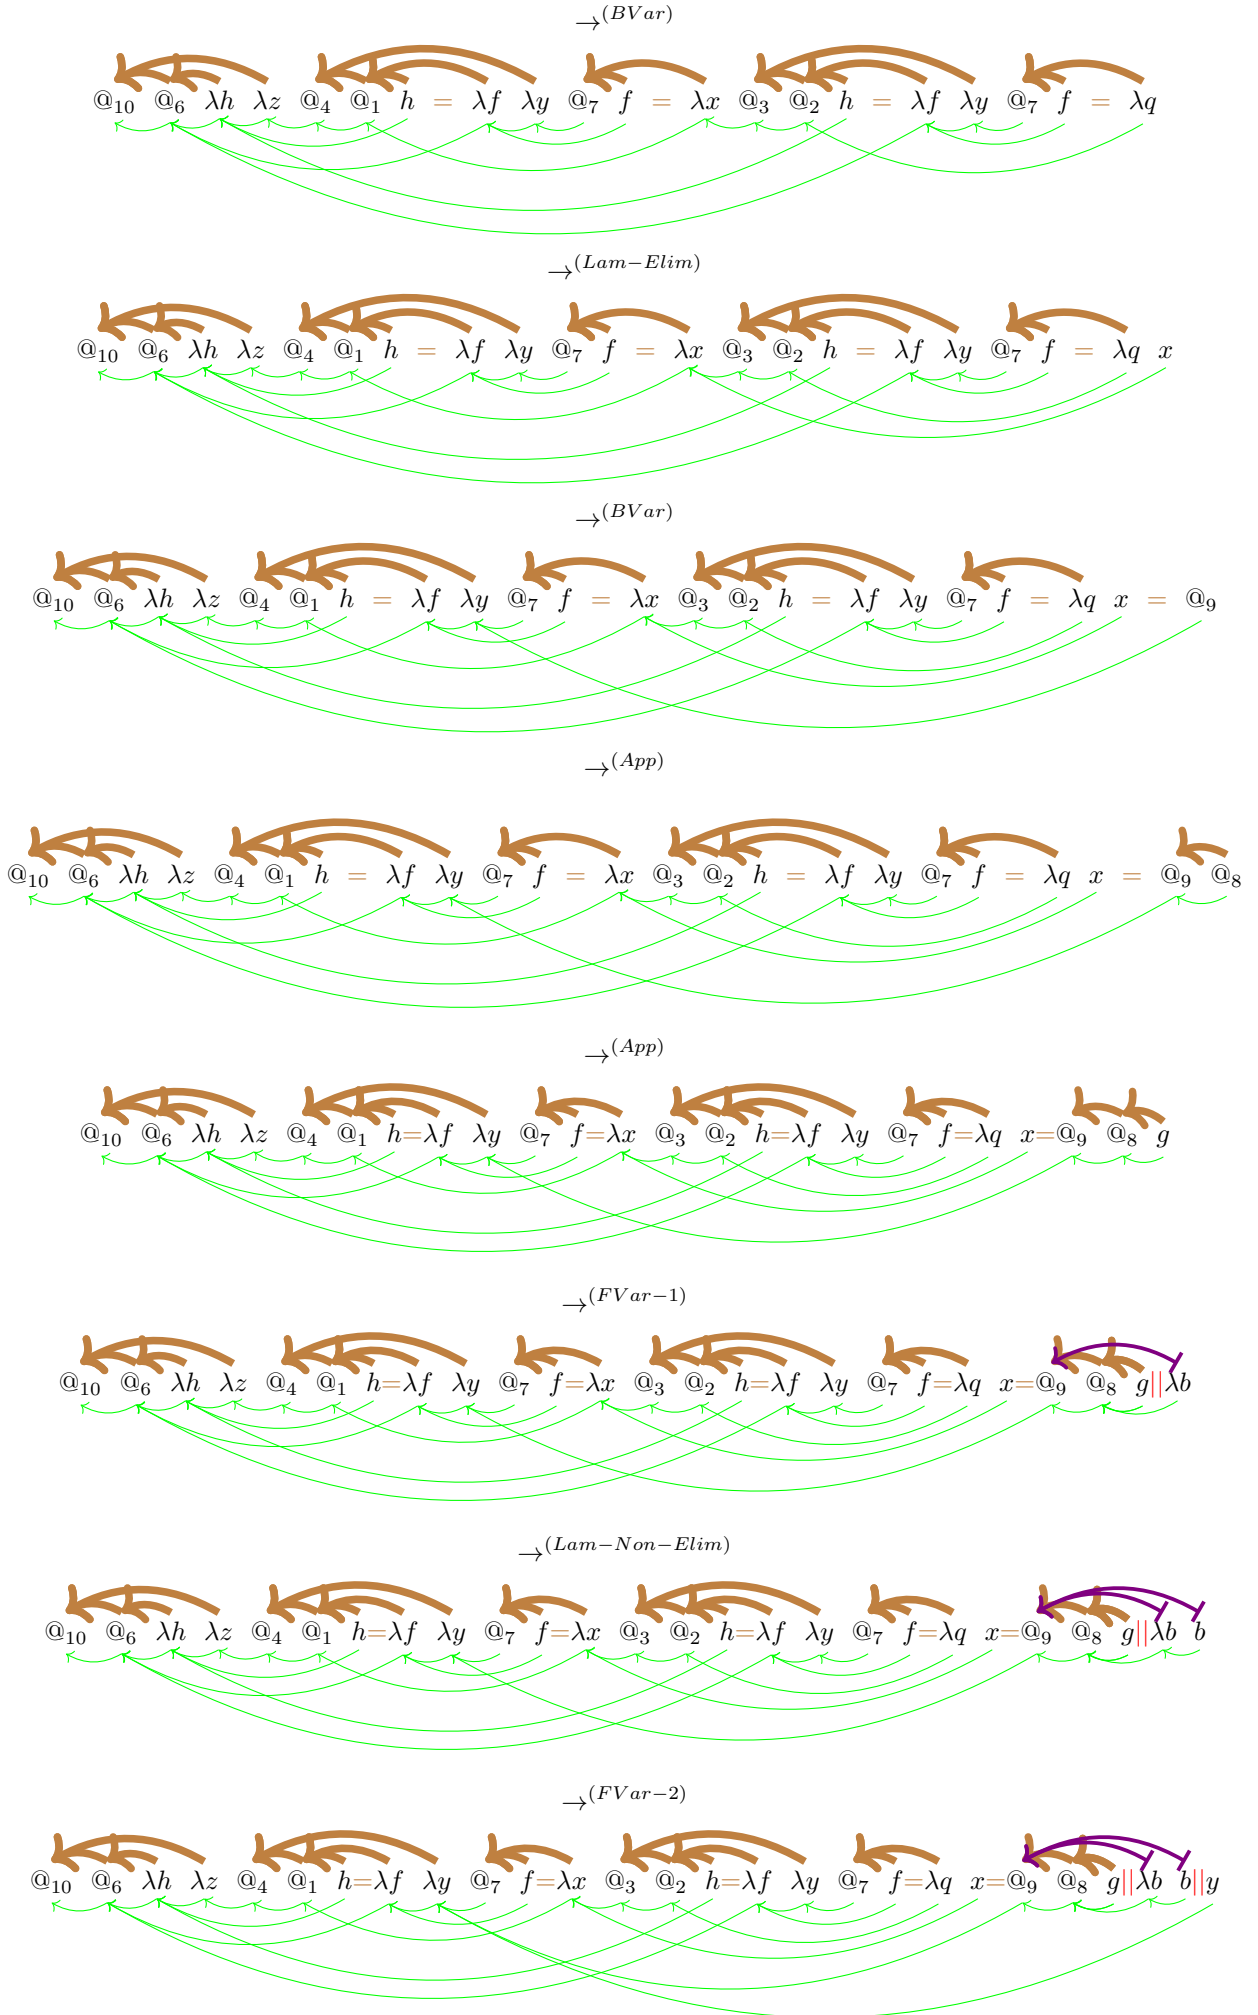 →(BVar)
@10 @6 λh λz @4 @1 h = λf λy @7 f = λx @3 @2 h = λf λy @7 f = λq
→(Lam−Elim)
@10 @6 λh λz @4 @1 h = λf λy @7 f = λx @3 @2 h = λf λy @7 f = λq x
→(BVar)
@10 @6 λh λz @4 @1 h = λf λy @7 f = λx @3 @2 h = λf λy @7 f = λq x = @9
→(App)
@10 @6 λh λz @4 @1 h = λf λy @7 f = λx @3 @2 h = λf λy @7 f = λq x = @9 @8
→(App)
@10 @6 λh λz @4 @1 h=λf λy @7 f=λx @3 @2 h=λf λy @7 f=λq x=@9 @8 g
→(FVar−1)
@10 @6 λh λz @4 @1 h=λf λy @7 f=λx @3 @2 h=λf λy @7 f=λq x=@9 @8 g||λb
→(Lam−Non−Elim)
@10 @6 λh λz @4 @1 h=λf λy @7 f=λx @3 @2 h=λf λy @7 f=λq x=@9 @8 g||λb b
→(FVar−2)
@10 @6 λh λz @4 @1 h=λf λy @7 f=λx @3 @2 h=λf λy @7 f=λq x=@9 @8 g||λb b||y